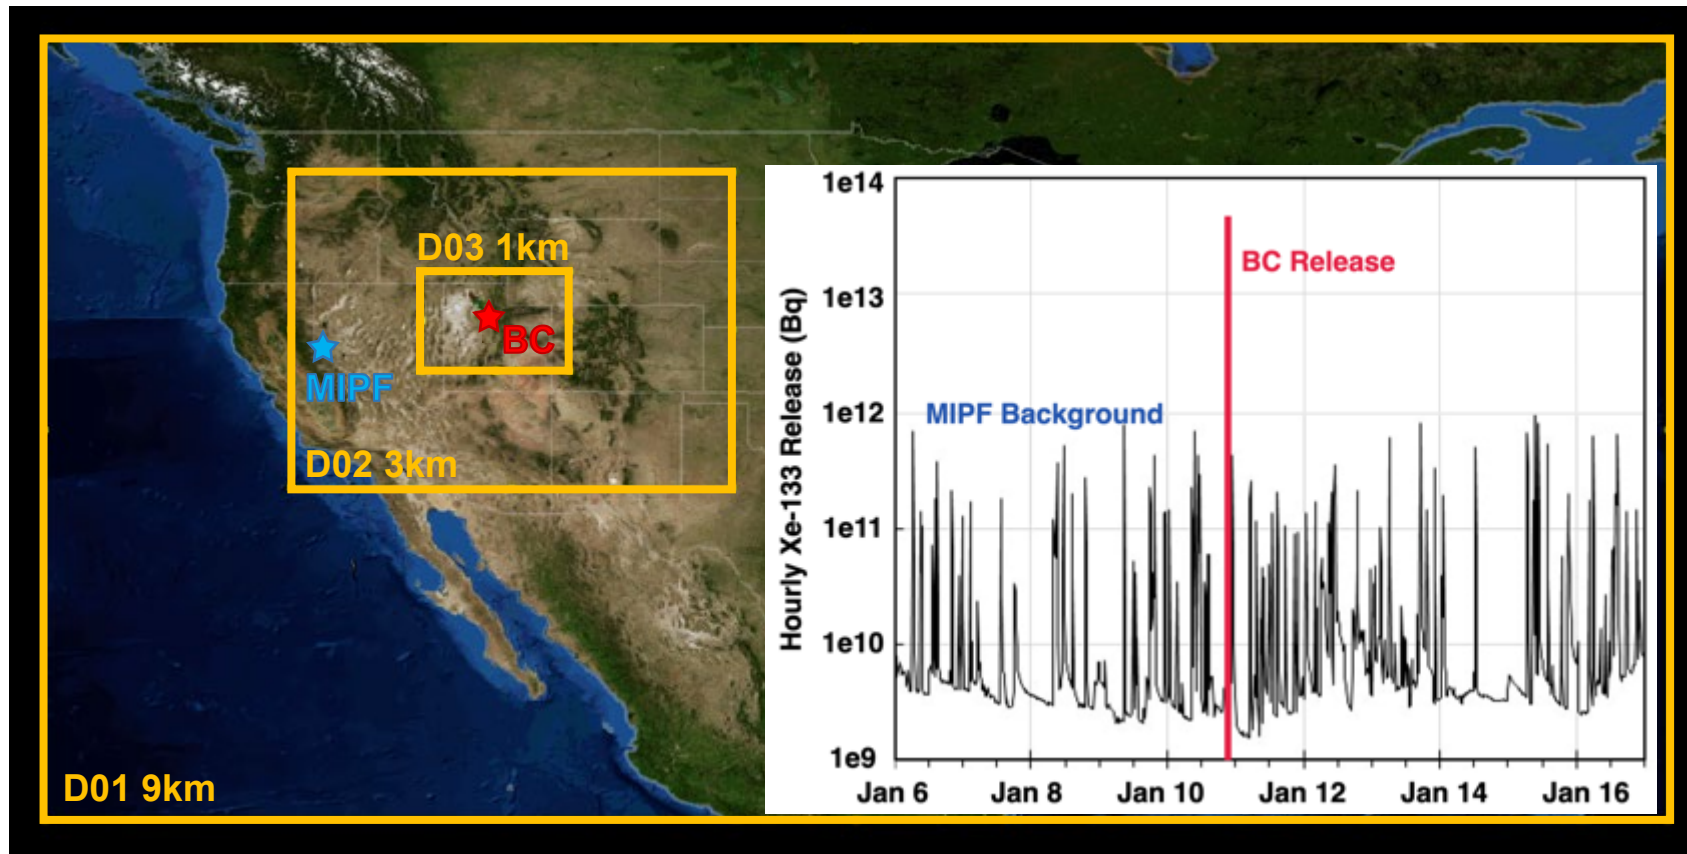 D03 1km
BC
MIPF
D02 3km
D01 9km
1e14
1e13
1e12
1e11
1e10
1e9
Hourly Xe-133 Release (Bq)
BC Release
MIPF Background
Jan 6 Jan 8 Jan 10 Jan 12 Jan 14 Jan 16